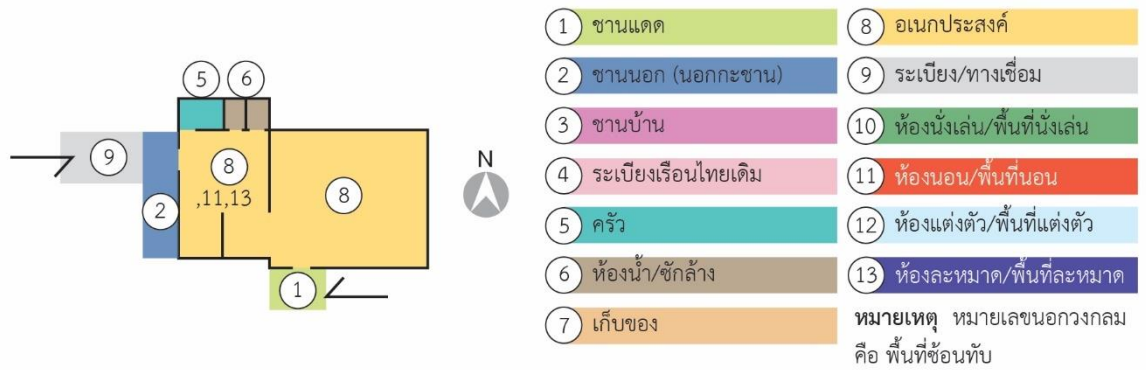 5 6
9 8 N
,11,13 8
2
1
1 ชานแดด
2 ชานนอก (นอกกะชาน)
3 ชานบ้าน
4 ระเบียงเรือนไทยเดิม
5 ครัว
6 ห้องน้ำ/ซักล้าง
7 เก็บของ
8 อเนกประสงค์
9 ระเบียง/ทางเชื่อม
10 ห้องนั่งเล่น/พื้นที่นั่งเล่น
11 ห้องนอน/พื้นที่นอน
12 ห้องแต่งตัว/พื้นที่แต่งตัว
13 ห้องละหมาด/พื้นที่ละหมาด
หมายเหตุ หมายเลขนอกวงกลม
คือ พื้นที่ซ้อนทับ